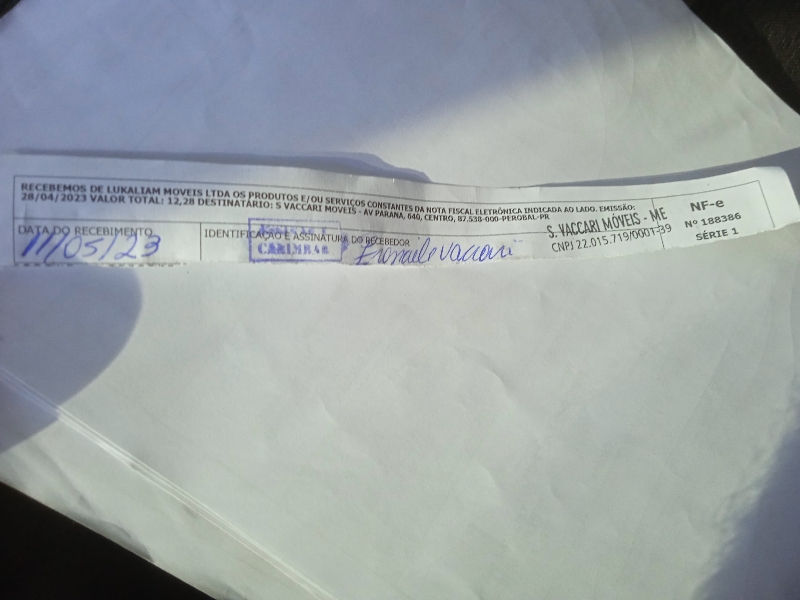 RECEBEMOS DE LUKALIAM MOVEIS LTDA OS PRODUTOS E/OU SERVIÇOS CONSTANTES DA NOTA FISCAL ELETRÔNICA INDICADA AO LADO. EMISSÃO:
28/04/2023 VALOR TOTAL: 12,28 DESTINATÁRIO: S VACCARI MOVEIS - AV PARANA, 640, CENTRO, 87.538-000-PEROBAL-PR
NF-e
Nº 188386
SÉRIE 1
DATA DO RECEBIMENTO
11/05/23
IDENTIFICAÇÃO E ASSINATURA DO RECEBEDOR
CARIMBAR
Vaccari
S. VACCARI MÓVEIS - ME
CNPJ 22.015.719/0001-39